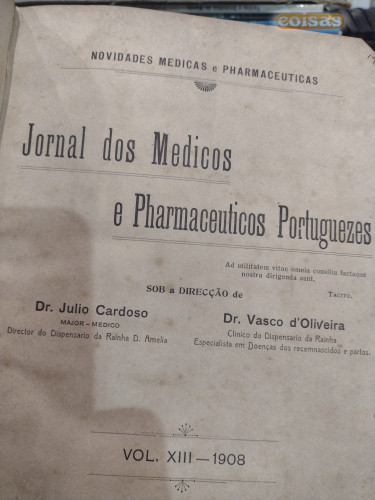 coisas
NOVIDADES MEDICAS e PHARMACEUTICAS
Jornal dos Medicos
e Pharmaceuticos Portuguezes
Ad utilitatem vitae omnia consilia factaque
nostra dirigenda sunt.
TACITO.
SOB a DIRECÇÃO de
Dr. Julio Cardoso
MAJOR-MEDICO
Director do Dispensario da Rainha D. Amelia
Dr. Vasco d'Oliveira
Clinico do Dispensario da Rainha
Especialista em Doenças dos recemnascidos e partos.
VOL. XIII — 1908